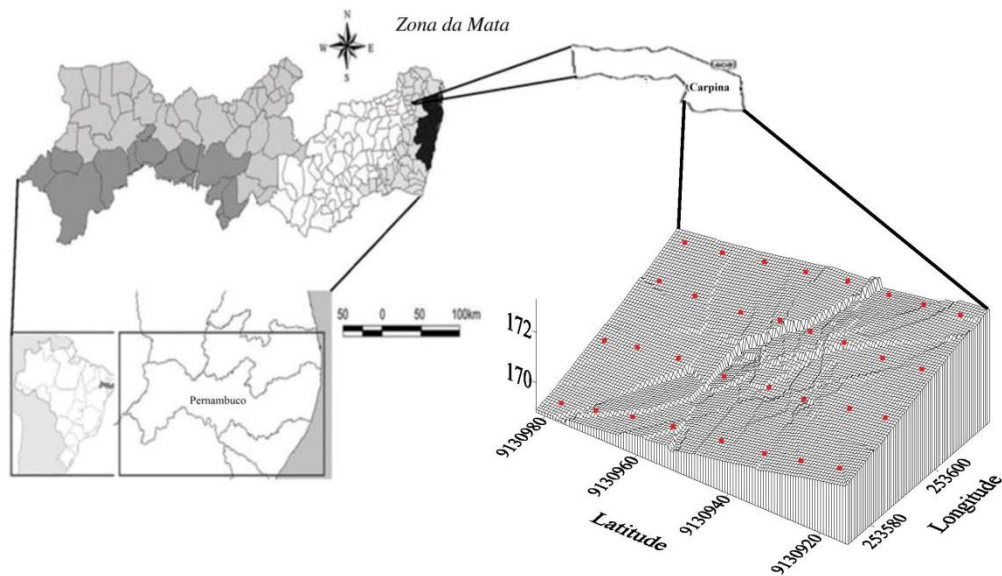 Zona da Mata
N
W E
S
Carpina
50 0 50 100km
Pernambuco
172
170
9130980
9130960
9130940
9130920
Latitude
253580
253600
Longitude